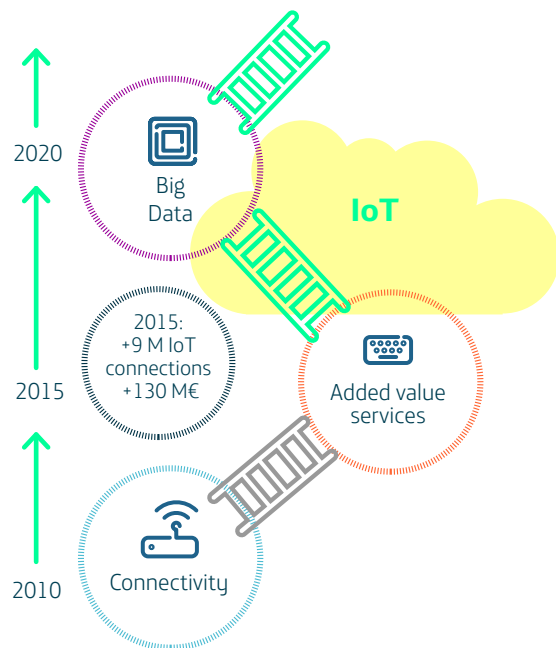 2020
Big
Data
IoT
2015:
+9 M IoT
connections
+130 M€
2015
Added value
services
Connectivity
2010